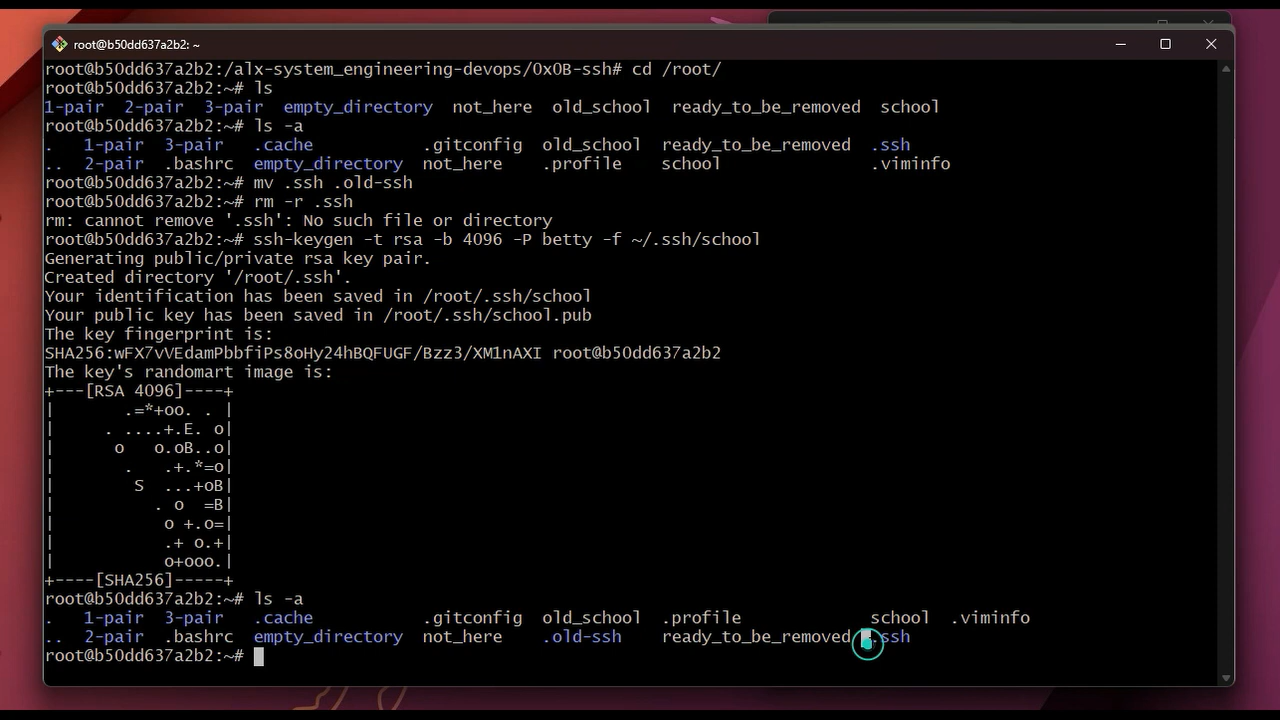 root@b50dd637a2b2: ~
root@b50dd637a2b2:/alx-system_engineering-devops/0x0B-ssh# cd /root/
root@b50dd637a2b2:~# ls
1-pair  2-pair  3-pair  empty_directory  not_here  old_school  ready_to_be_removed  school
root@b50dd637a2b2:~# ls -a
.   1-pair  3-pair   .cache           .gitconfig  old_school  ready_to_be_removed  .ssh
..  2-pair  .bashrc  empty_directory  not_here    .profile    school               .viminfo
root@b50dd637a2b2:~# mv .ssh .old-ssh
root@b50dd637a2b2:~# rm -r .ssh
rm: cannot remove '.ssh': No such file or directory
root@b50dd637a2b2:~# ssh-keygen -t rsa -b 4096 -P betty -f ~/.ssh/school
Generating public/private rsa key pair.
Created directory '/root/.ssh'.
Your identification has been saved in /root/.ssh/school
Your public key has been saved in /root/.ssh/school.pub
The key fingerprint is:
SHA256:wFX7vVEdamPbbfiPs8oHy24hBQFUGF/Bzz3/XM1nAXI root@b50dd637a2b2
The key's randomart image is:
+---[RSA 4096]----+
|       .=*+oo. . |
|     . ....+.E. o|
|      o   o.oB..o|
|       .   .+.*=o|
|        S  ...+oB|
|          . o  =B|
|           o +.o=|
|           .+ o.+|
|           o+ooo.|
+----[SHA256]-----+
root@b50dd637a2b2:~# ls -a
.   1-pair  3-pair   .cache           .gitconfig  old_school  .profile             school  .viminfo
..  2-pair  .bashrc  empty_directory  not_here    .old-ssh    ready_to_be_removed  .ssh
root@b50dd637a2b2:~#